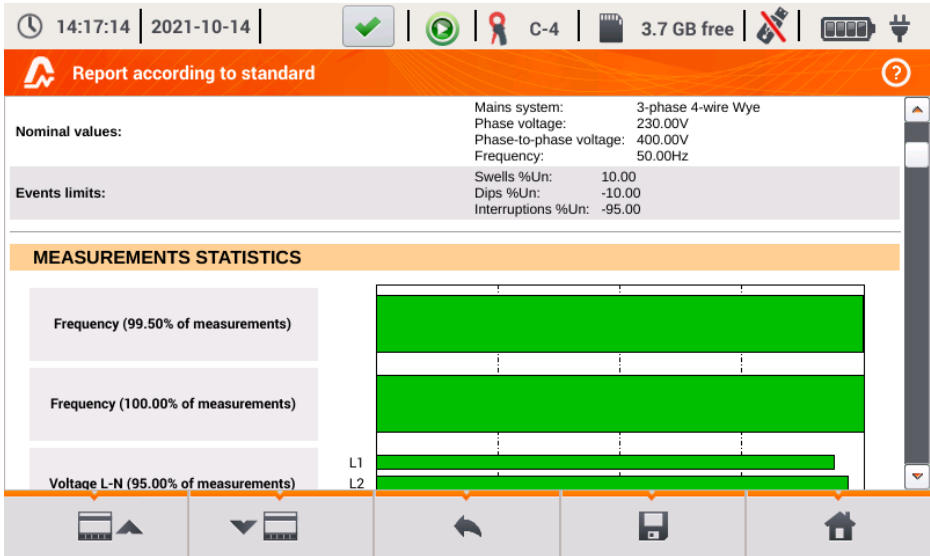 14:17:14 2021-10-14 C-4 3.7 GB free
Report according to standard ?
Nominal values:
Mains system: 3-phase 4-wire Wye
Phase voltage: 230.00V
Phase-to-phase voltage: 400.00V
Frequency: 50.00Hz
Events limits:
Swells %Un: 10.00
Dips %Un: -10.00
Interruptions %Un: -95.00
MEASUREMENTS STATISTICS
Frequency (99.50% of measurements)
Frequency (100.00% of measurements)
Voltage L-N (95.00% of measurements)
L1
L2